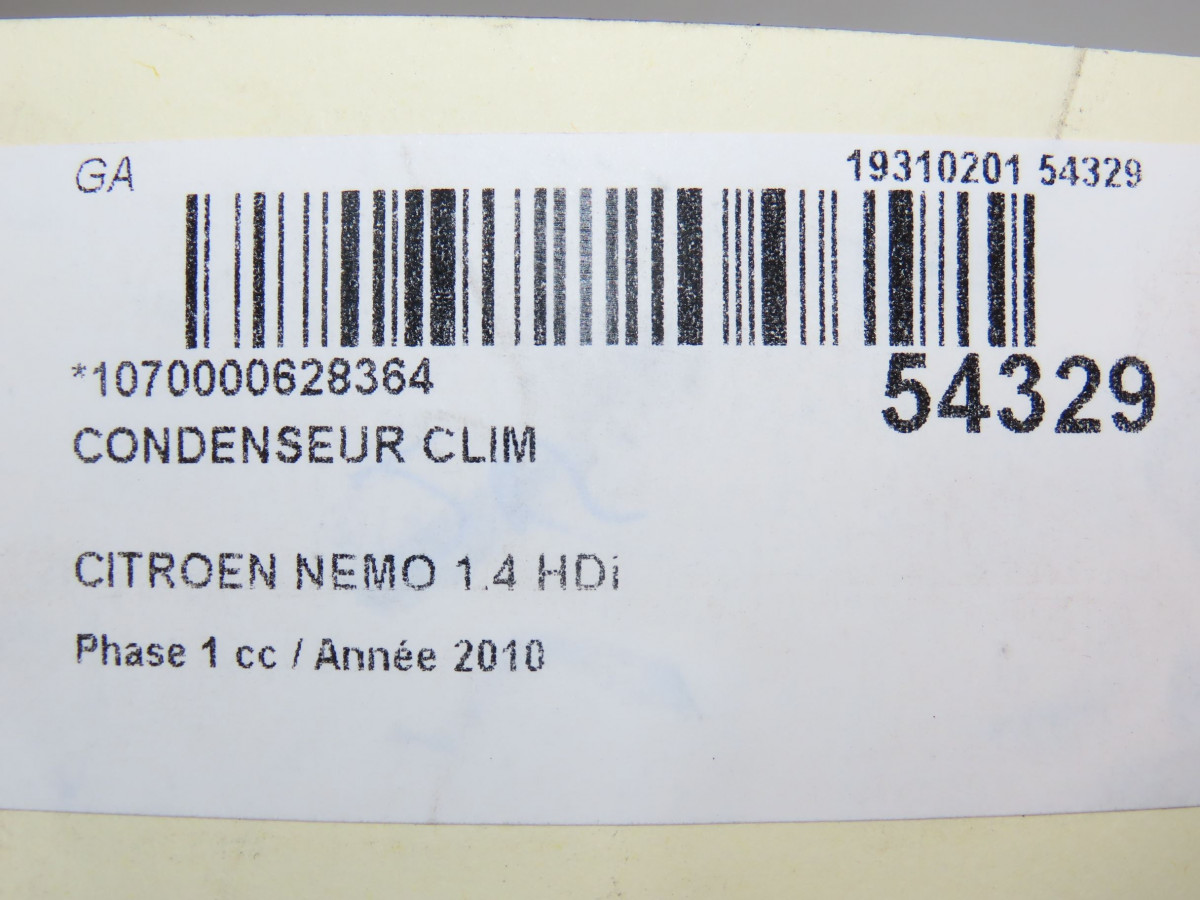 GA
19310201 54329
*1070000628364
54329
CONDENSEUR CLIM
CITROEN NEMO 1.4 HDi
Phase 1 cc / Année 2010